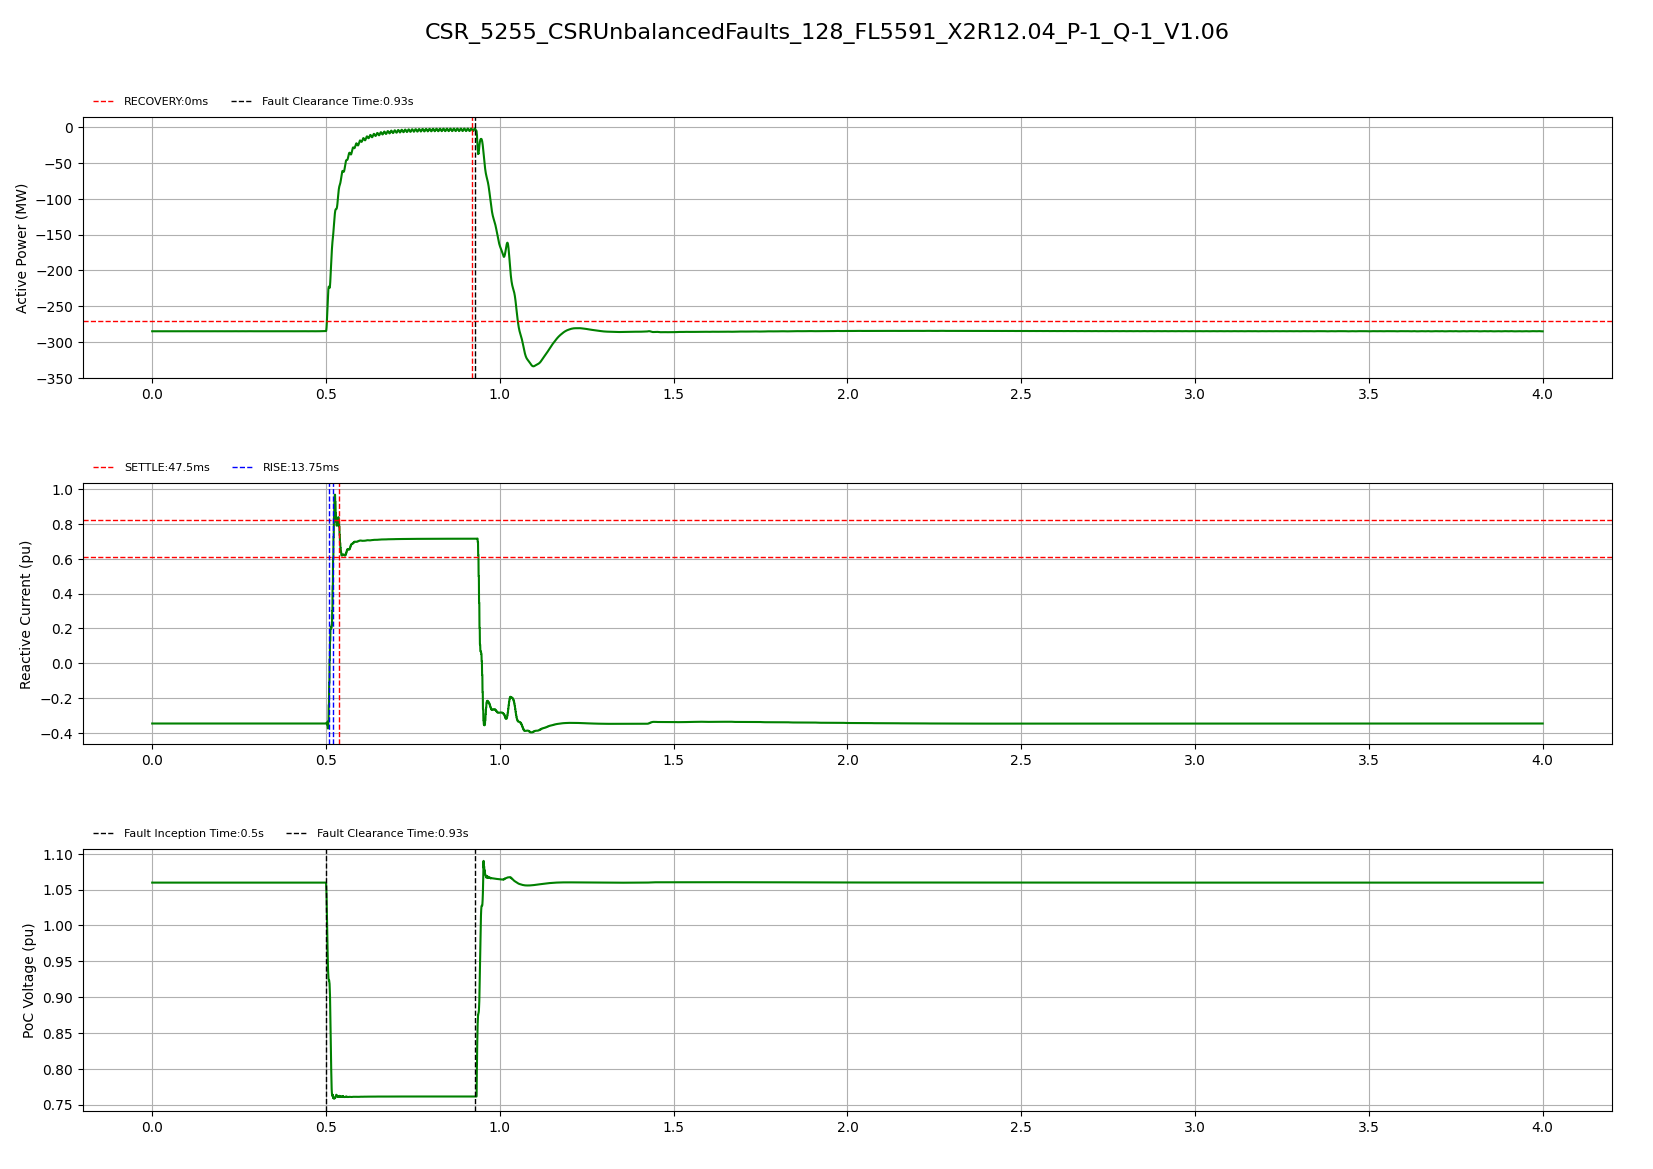 CSR_5255_CSRUnbalancedFaults_128_FL5591_X2R12.04_P-1_Q-1_V1.06
RECOVERY:0ms Fault Clearance Time:0.93s
Active Power (MW)
0
−50
−100
−150
−200
−250
−300
−350
0.0 0.5 1.0 1.5 2.0 2.5 3.0 3.5 4.0
SETTLE:47.5ms RISE:13.75ms
Reactive Current (pu)
1.0
0.8
0.6
0.4
0.2
0.0
−0.2
−0.4
0.0 0.5 1.0 1.5 2.0 2.5 3.0 3.5 4.0
Fault Inception Time:0.5s Fault Clearance Time:0.93s
PoC Voltage (pu)
1.10
1.05
1.00
0.95
0.90
0.85
0.80
0.75
0.0 0.5 1.0 1.5 2.0 2.5 3.0 3.5 4.0